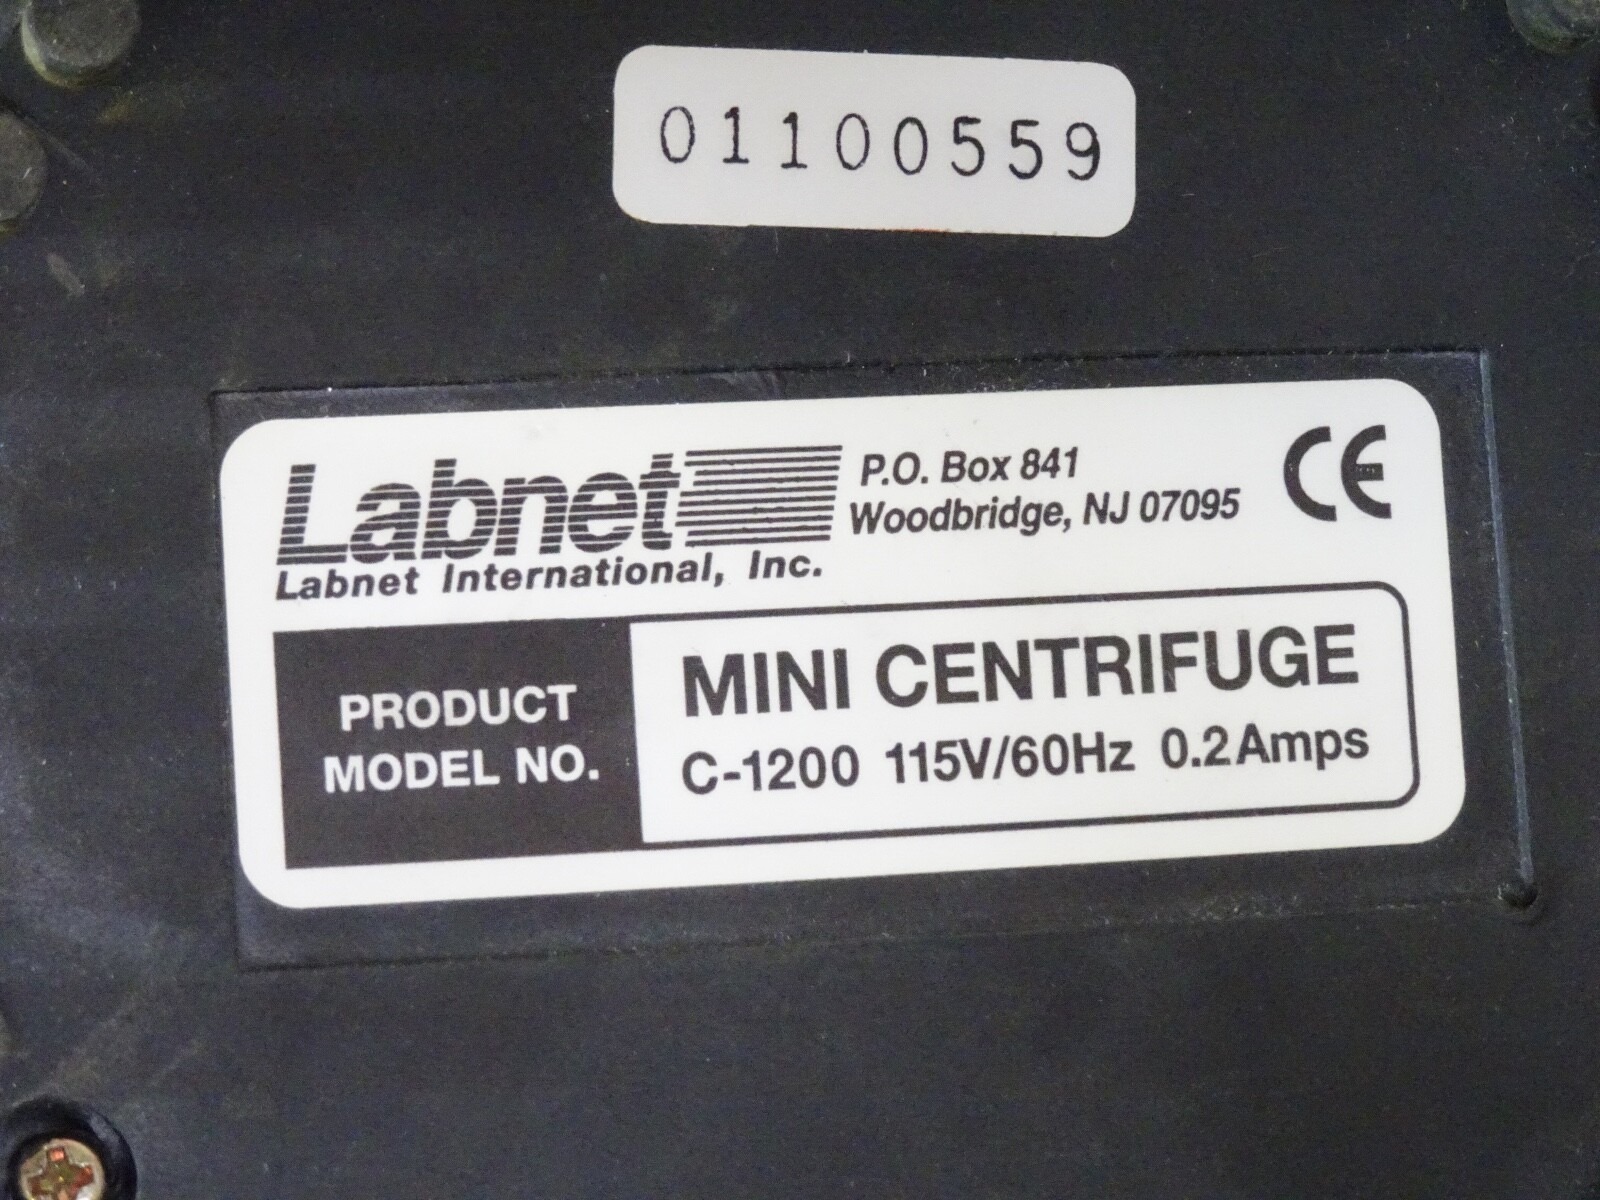 01100559
Labnet
P.O. Box 841
Woodbridge, NJ 07095
CE
Labnet International, Inc.
PRODUCT
MODEL NO.
MINI CENTRIFUGE
C-1200 115V/60Hz 0.2Amps